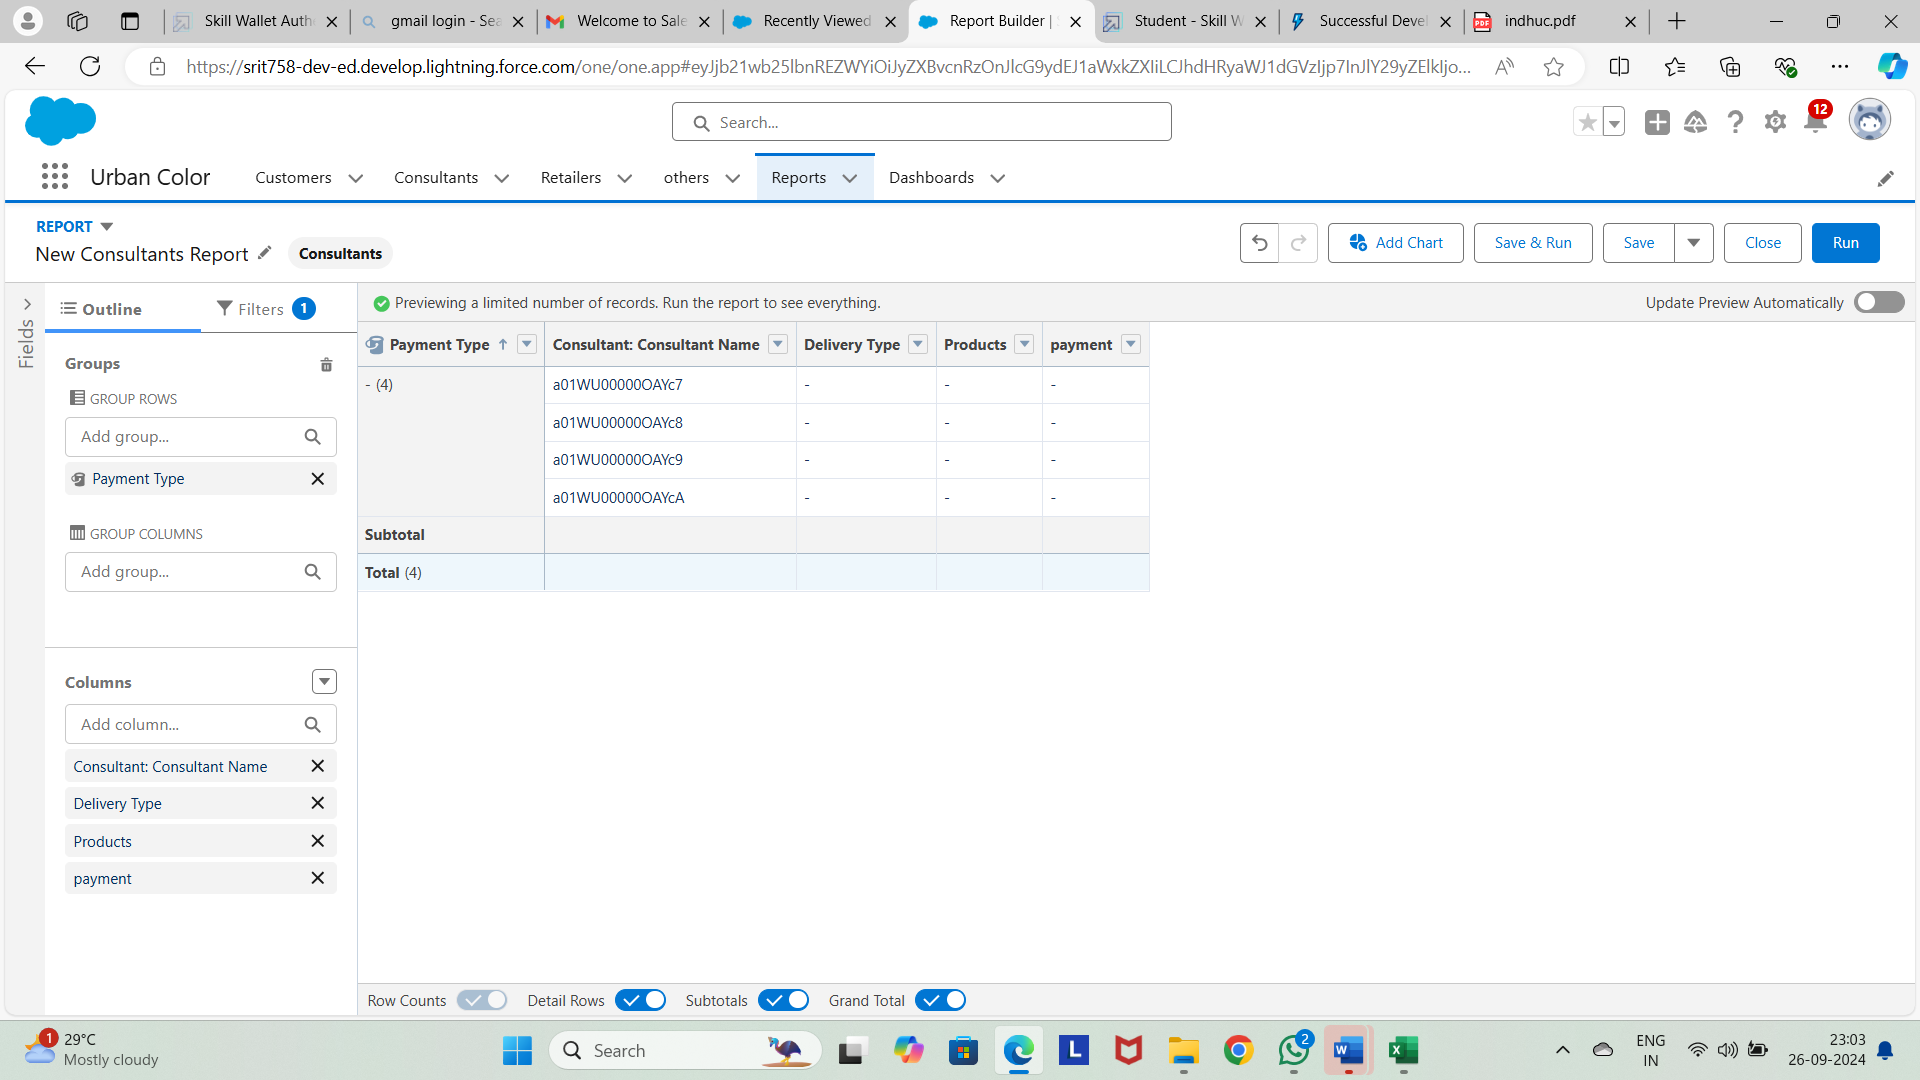 Skill Wallet Auth
gmail login - Sea
Welcome to Sale
Recently Viewed
Report Builder |
Student - Skill W
Successful Devel
indhuc.pdf
https://srit758-dev-ed.develop.lightning.force.com/one/one.app#eyJjb21wb25lbnREZWYiOiJyZXBvcnRzOnJlcG9ydEJ1aWxkZXIiLCJhdHRyaWJ1dGVzIjp7InJlY29yZElkIjo...
Search...
12
Urban Color
Customers
Consultants
Retailers
others
Reports
Dashboards
REPORT
New Consultants Report
Consultants
Add Chart
Save & Run
Save
Close
Run
Fields
Outline
Filters 1
Previewing a limited number of records. Run the report to see everything.
Update Preview Automatically
Groups
GROUP ROWS
Add group...
Payment Type
GROUP COLUMNS
Add group...
Columns
Add column...
Consultant: Consultant Name
Delivery Type
Products
payment
Payment Type ↑ Consultant: Consultant Name Delivery Type Products payment
- (4) a01WU00000OAYc7 - - -
a01WU00000OAYc8 - - -
a01WU00000OAYc9 - - -
a01WU00000OAYcA - - -
Subtotal
Total (4)
Row Counts
Detail Rows
Subtotals
Grand Total
1
29°C
Mostly cloudy
Search
L
2
ENG
IN
23:03
26-09-2024